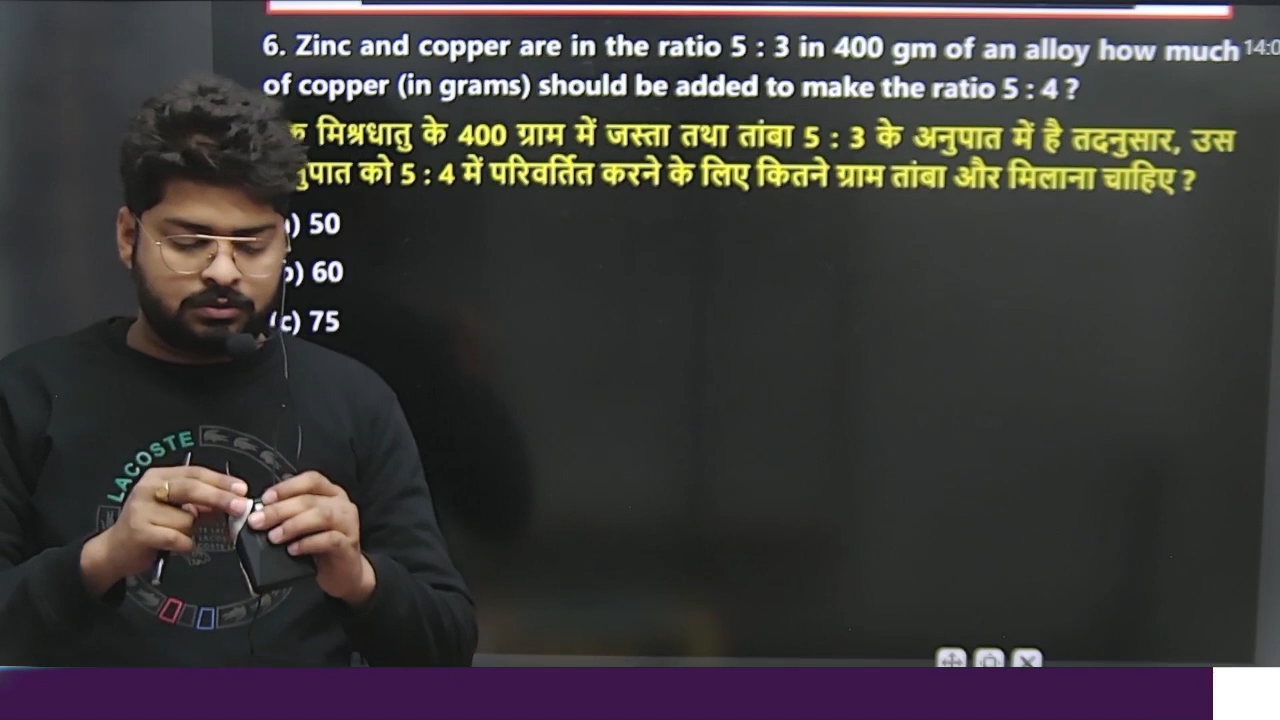 6. Zinc and copper are in the ratio 5 : 3 in 400 gm of an alloy how much
14:0
of copper (in grams) should be added to make the ratio 5 : 4 ?
मिश्रधातु के 400 ग्राम में जस्ता तथा तांबा 5 : 3 के अनुपात में है तदनुसार, उस
को 5 : 4 में परिवर्तित करने के लिए कितने ग्राम तांबा और मिलाना चाहिए ?
) 50
b) 60
(c) 75
LACOSTE